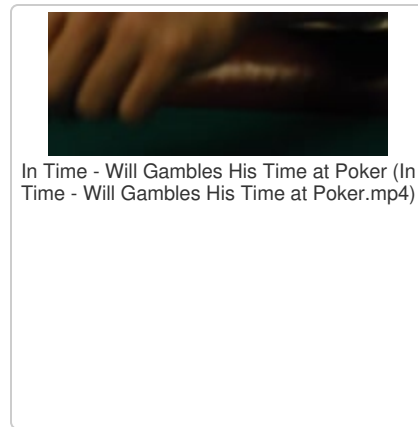 In Time - Will Gambles His Time at Poker (In
Time - Will Gambles His Time at Poker.mp4)